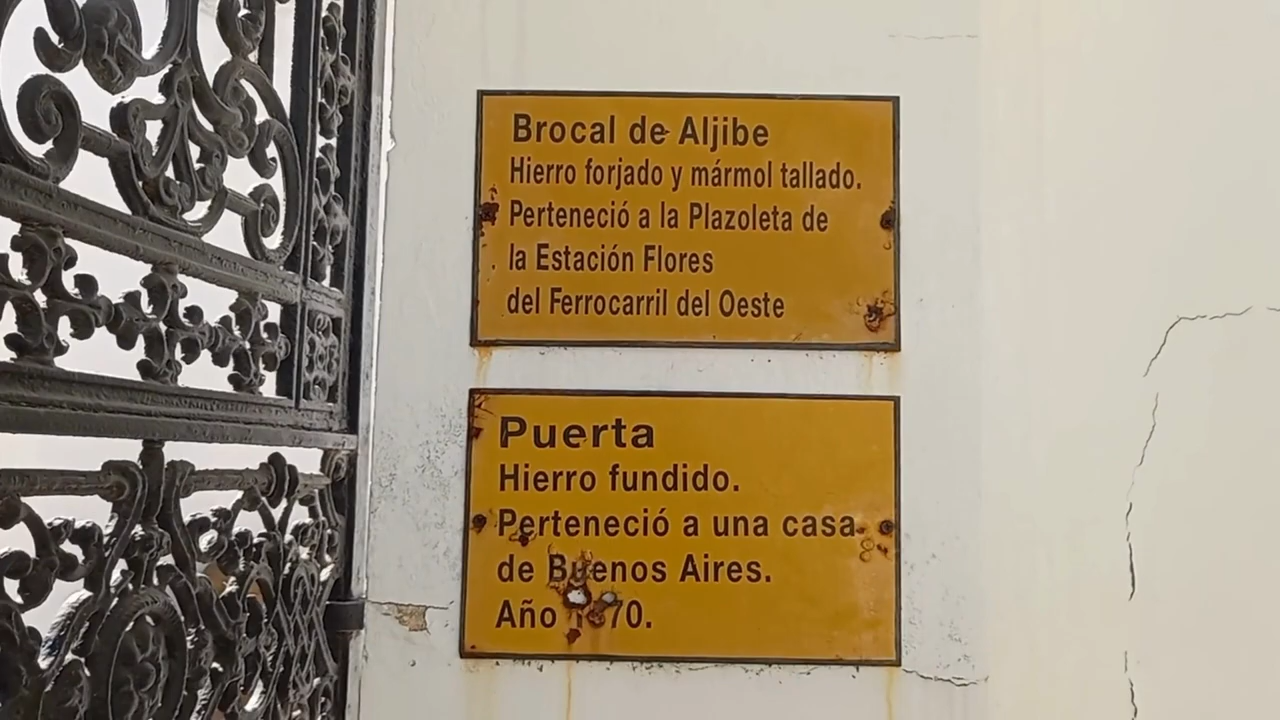 Brocal de Aljibe
Hierro forjado y mármol tallado.
Perteneció a la Plazoleta de
la Estación Flores
del Ferrocarril del Oeste
Puerta
Hierro fundido.
Perteneció a una casa
de Buenos Aires.
Año